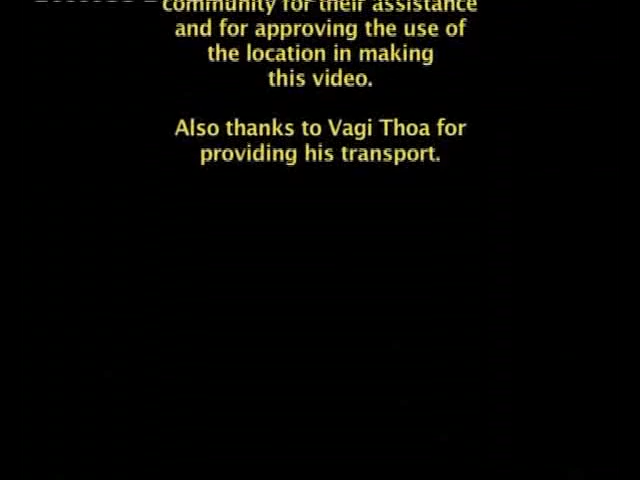 community for their assistance
and for approving the use of
the location in making
this video.
Also thanks to Vagi Thoa for
providing his transport.